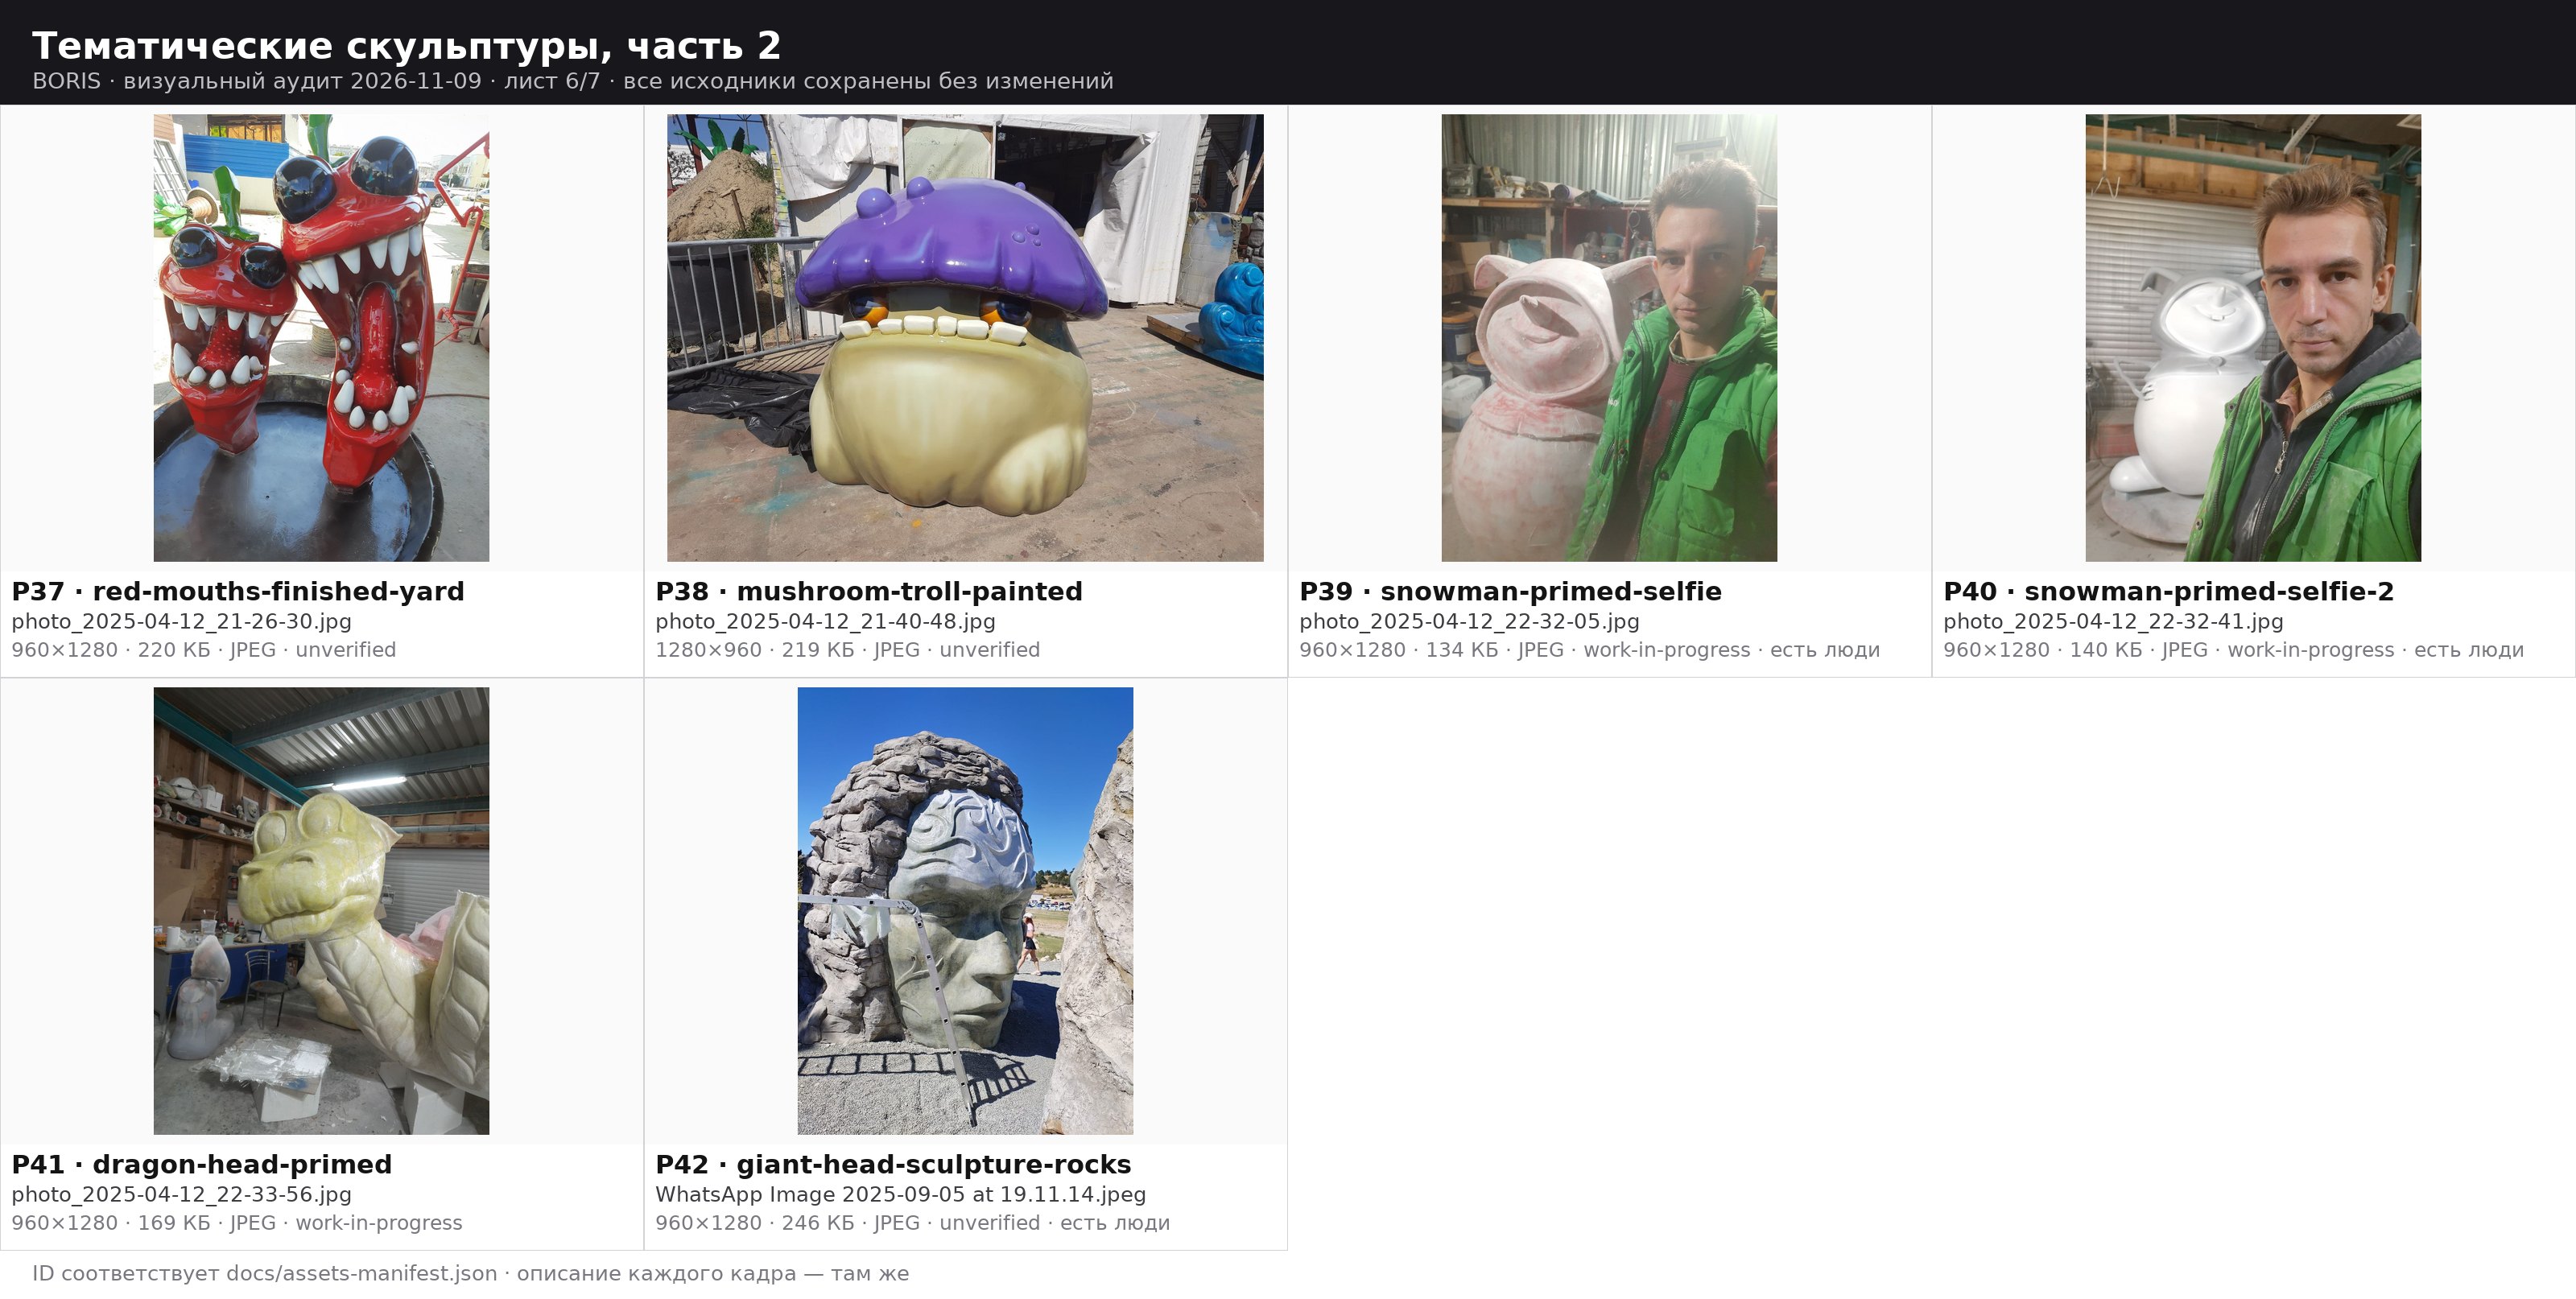 Тематические скульптуры, часть 2
BORIS · визуальный аудит 2026-11-09 · лист 6/7 · все исходники сохранены без изменений
P37 · red-mouths-finished-yard
photo_2025-04-12_21-26-30.jpg
960×1280 · 220 КБ · JPEG · unverified
P38 · mushroom-troll-painted
photo_2025-04-12_21-40-48.jpg
1280×960 · 219 КБ · JPEG · unverified
P39 · snowman-primed-selfie
photo_2025-04-12_22-32-05.jpg
960×1280 · 134 КБ · JPEG · work-in-progress · есть люди
P40 · snowman-primed-selfie-2
photo_2025-04-12_22-32-41.jpg
960×1280 · 140 КБ · JPEG · work-in-progress · есть люди
P41 · dragon-head-primed
photo_2025-04-12_22-33-56.jpg
960×1280 · 169 КБ · JPEG · work-in-progress
P42 · giant-head-sculpture-rocks
WhatsApp Image 2025-09-05 at 19.11.14.jpeg
960×1280 · 246 КБ · JPEG · unverified · есть люди
ID соответствует docs/assets-manifest.json · описание каждого кадра — там же